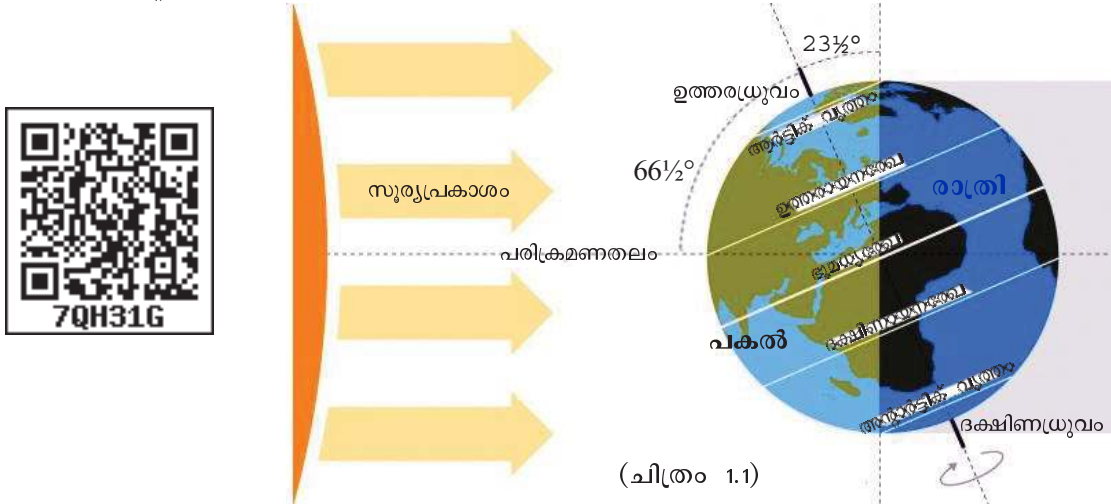 23½°
ഉത്തരധ്രുവം
ആർട്ടിക് വൃത്തം
66½°
ഉത്തരായനരേഖ
സൂര്യപ്രകാശം
രാത്രി
പരിക്രമണതലം
ഭൂമധ്യരേഖ
7QH31G
ദക്ഷിണായനരേഖ
പകൽ
അന്റാർട്ടിക് വൃത്തം
ദക്ഷിണധ്രുവം
(ചിത്രം 1.1)